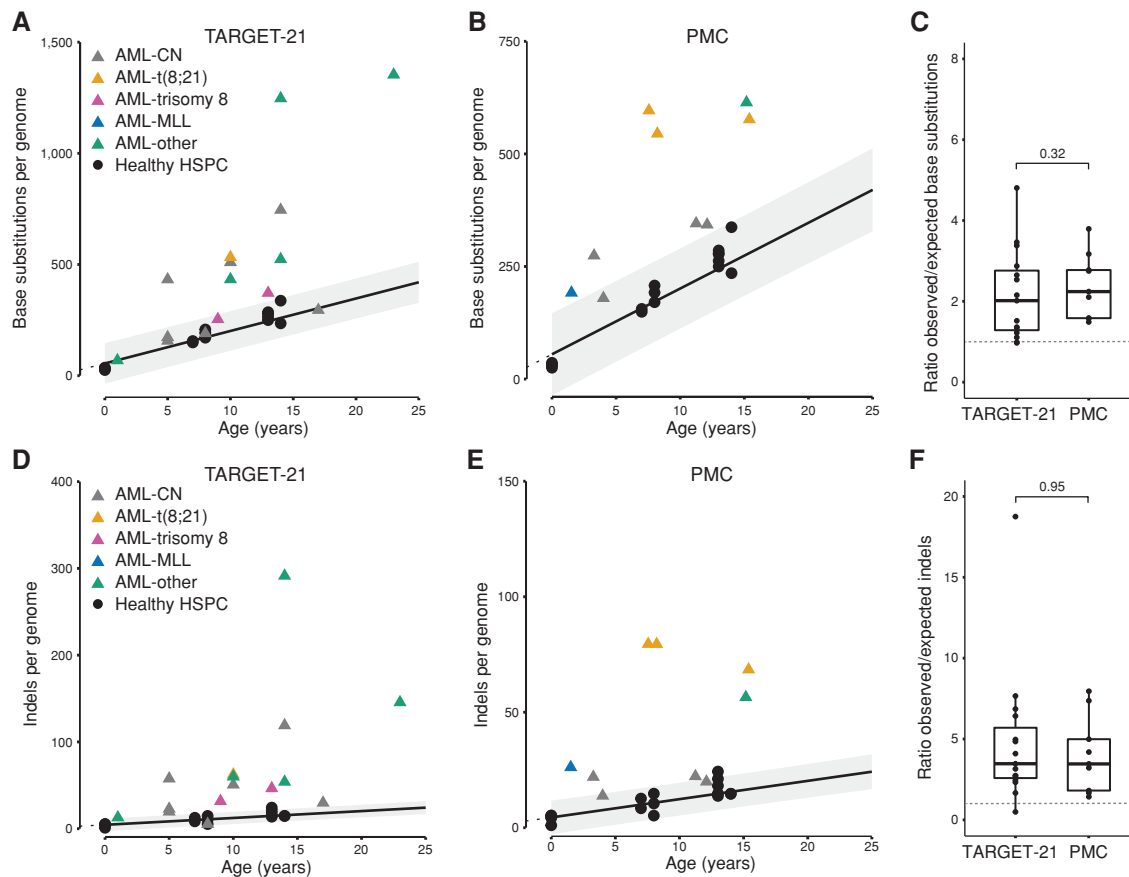 A
TARGET-21
Base substitutions per genome
1,500
1,000
500
0
AML-CN
AML-t(8;21)
AML-trisomy 8
AML-MLL
AML-other
Healthy HSPC
0 5 10 15 20 25
Age (years)
B
PMC
Base substitutions per genome
750
500
250
0
0 5 10 15 20 25
Age (years)
C
Ratio observed/expected base substitutions
8
6
4
2
0
0.32
TARGET-21 PMC
D
TARGET-21
Indels per genome
400
300
200
100
0
AML-CN
AML-t(8;21)
AML-trisomy 8
AML-MLL
AML-other
Healthy HSPC
0 5 10 15 20 25
Age (years)
E
PMC
Indels per genome
150
100
50
0
0 5 10 15 20 25
Age (years)
F
Ratio observed/expected indels
20
15
10
5
0
0.95
TARGET-21 PMC